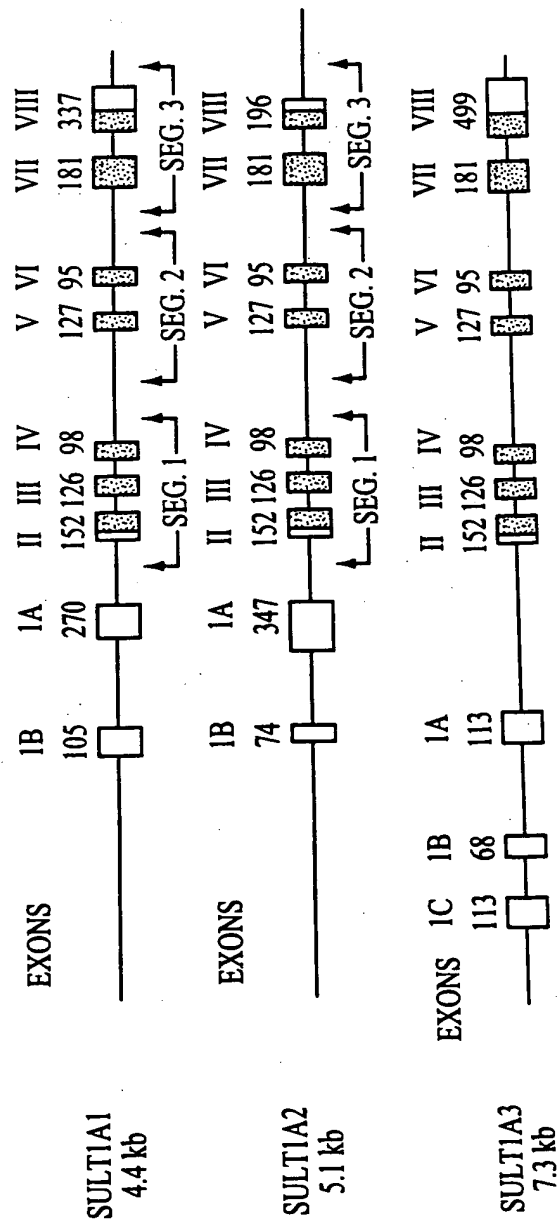 EXONS 1B 1A II III IV V VI VII VIII
105 270 152 126 98 127 95 181 337
SULT1A1
4.4 kb
SEG. 1 SEG. 2 SEG. 3
EXONS 1B 1A II III IV V VI VII VIII
74 347 152 126 98 127 95 181 196
SULT1A2
5.1 kb
SEG. 1 SEG. 2 SEG. 3
EXONS 1C 1B 1A II III IV V VI VII VIII
113 68 113 152 126 98 127 95 181 499
SULT1A3
7.3 kb